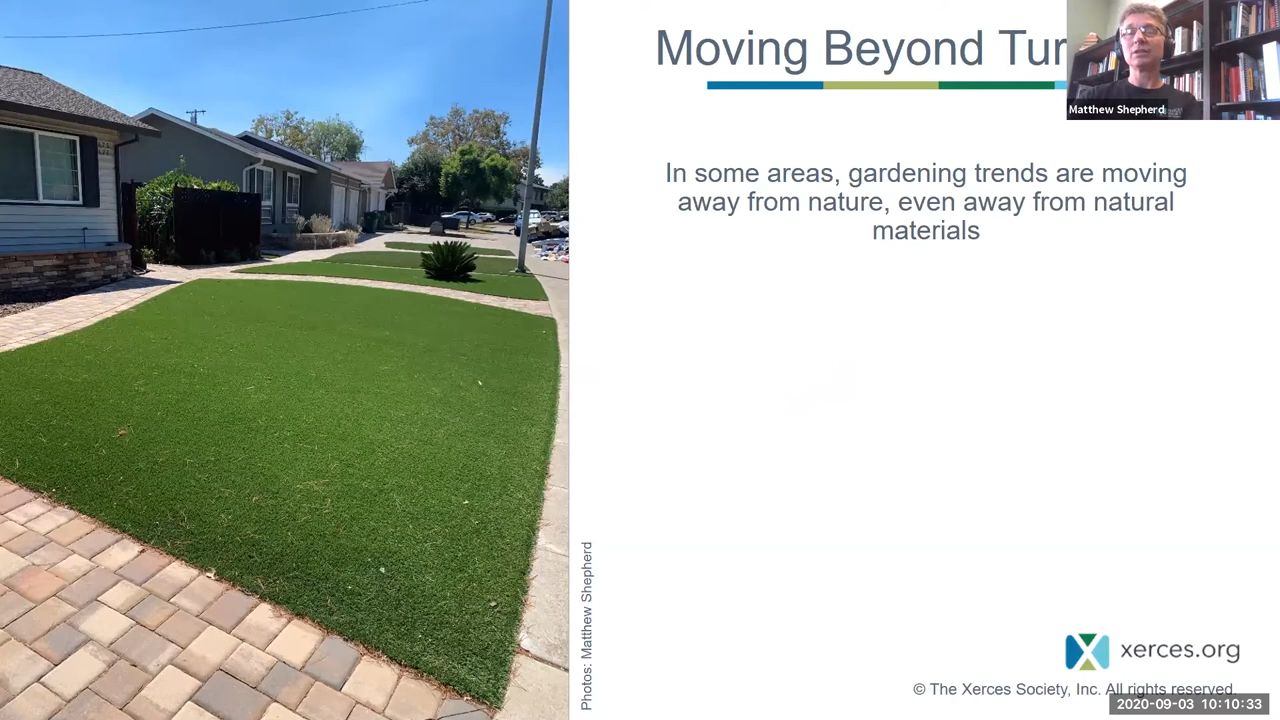 Moving Beyond Tur
Matthew Shepherd
In some areas, gardening trends are moving
away from nature, even away from natural
materials
Photos: Matthew Shepherd
xerces.org
© The Xerces Society, Inc. All rights reserved.
2020-09-03 10:10:33